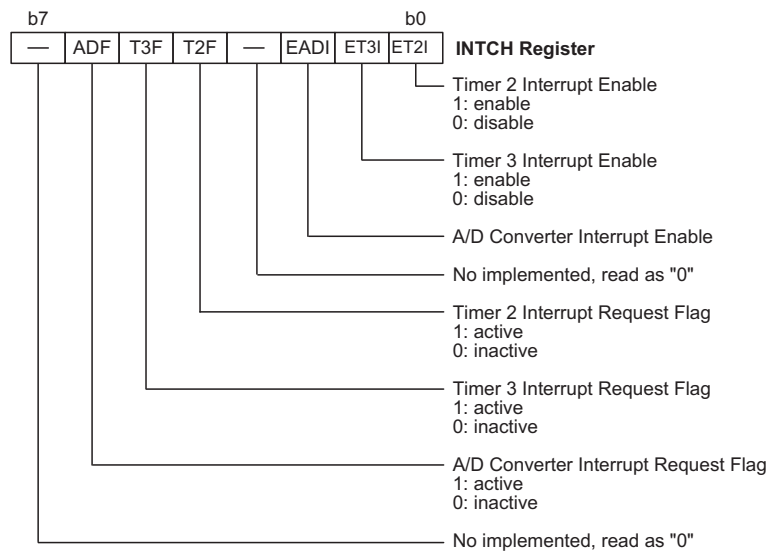 b7 b0
— ADF T3F T2F — EADI ET3I ET2I INTCH Register
Timer 2 Interrupt Enable
1: enable
0: disable
Timer 3 Interrupt Enable
1: enable
0: disable
A/D Converter Interrupt Enable
No implemented, read as "0"
Timer 2 Interrupt Request Flag
1: active
0: inactive
Timer 3 Interrupt Request Flag
1: active
0: inactive
A/D Converter Interrupt Request Flag
1: active
0: inactive
No implemented, read as "0"